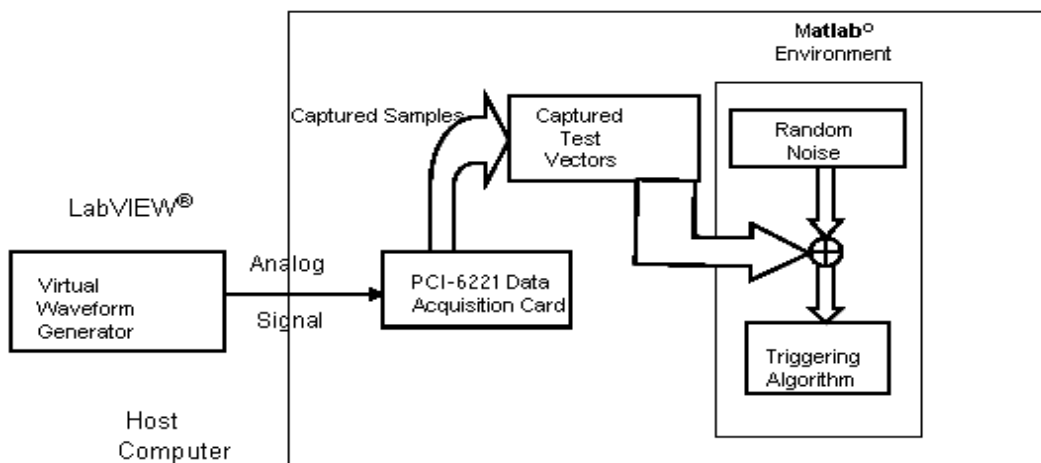 Matlab©
Environment
Captured Samples
Captured
Test
Vectors
Random
Noise
LabVIEW®
Virtual
Waveform
Generator
Analog
Signal
PCI-6221 Data
Acquisition Card
Triggering
Algorithm
Host
Computer